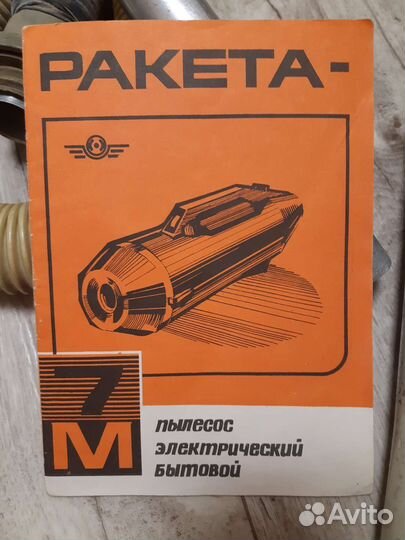 РАКЕТА-
7
М
пылесос
электрический
бытовой
Avito